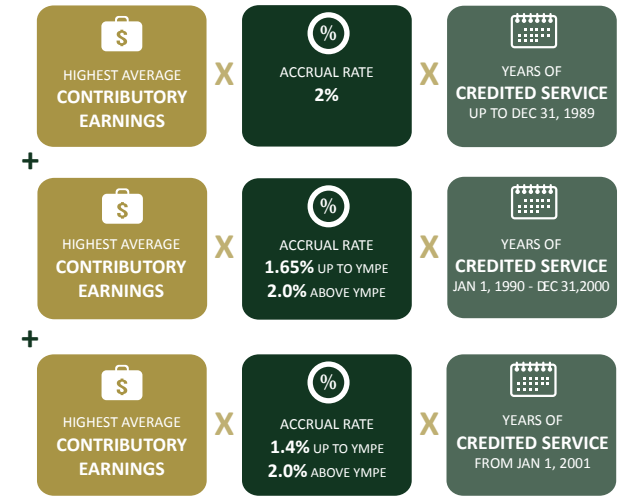 $
HIGHEST AVERAGE
CONTRIBUTORY
EARNINGS
X
%
ACCRUAL RATE
2%
X
YEARS OF
CREDITED SERVICE
UP TO DEC 31, 1989
+
$
HIGHEST AVERAGE
CONTRIBUTORY
EARNINGS
X
%
ACCRUAL RATE
1.65% UP TO YMPE
2.0% ABOVE YMPE
X
YEARS OF
CREDITED SERVICE
JAN 1, 1990 - DEC 31,2000
+
$
HIGHEST AVERAGE
CONTRIBUTORY
EARNINGS
X
%
ACCRUAL RATE
1.4% UP TO YMPE
2.0% ABOVE YMPE
X
YEARS OF
CREDITED SERVICE
FROM JAN 1, 2001